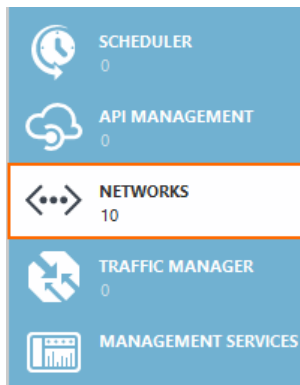 SCHEDULER
0
API MANAGEMENT
0
NETWORKS
10
TRAFFIC MANAGER
0
MANAGEMENT SERVICES